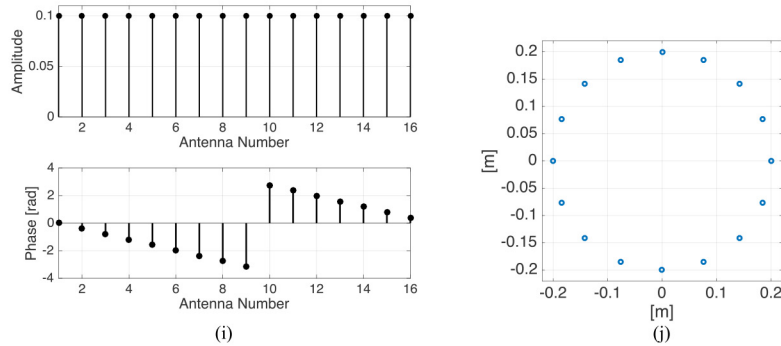 0.1
0.05
0
Amplitude
2 4 6 8 10 12 14 16
Antenna Number
4
2
0
-2
-4
Phase [rad]
2 4 6 8 10 12 14 16
Antenna Number
(i)
0.2
0.15
0.1
0.05
0
-0.05
-0.1
-0.15
-0.2
[m]
-0.2 -0.1 0 0.1 0.2
[m]
(j)